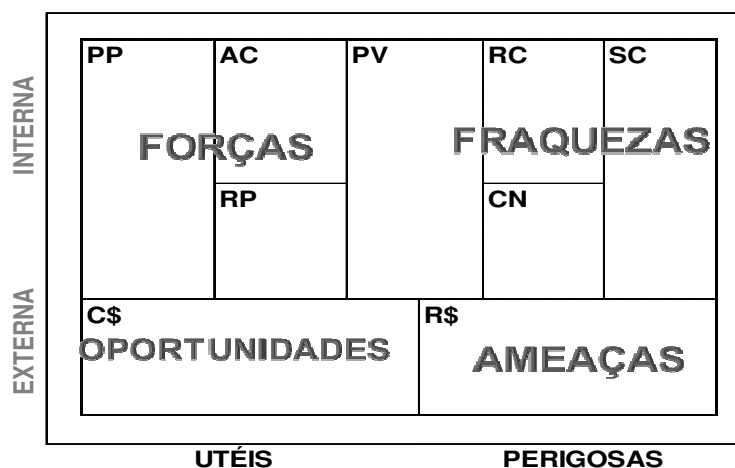 PP AC PV RC SC
INTERNA
FORÇAS FRAQUEZAS
RP CN
C$ R$
EXTERNA
OPORTUNIDADES AMEAÇAS
UTÉIS PERIGOSAS